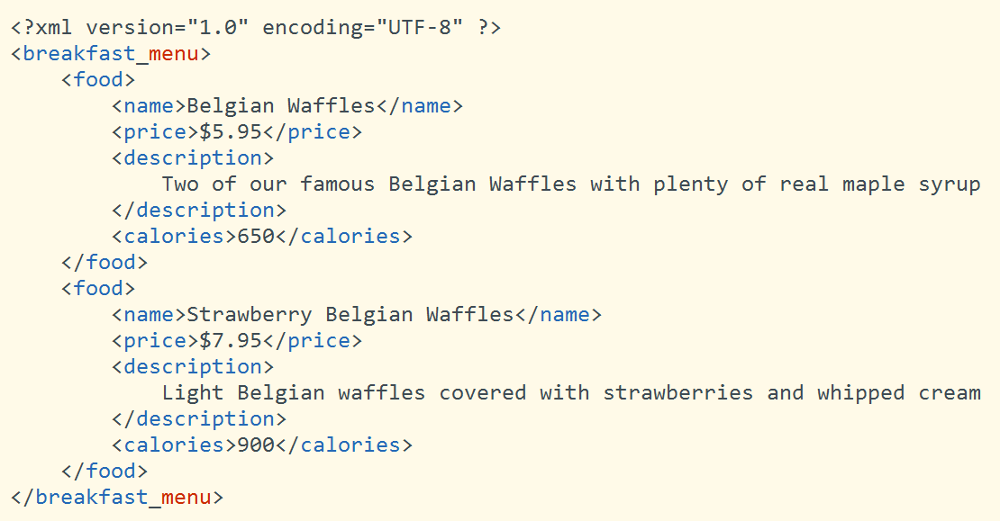 <?xml version="1.0" encoding="UTF-8" ?>
<breakfast_menu>
    <food>
        <name>Belgian Waffles</name>
        <price>$5.95</price>
        <description>
            Two of our famous Belgian Waffles with plenty of real maple syrup
        </description>
        <calories>650</calories>
    </food>
    <food>
        <name>Strawberry Belgian Waffles</name>
        <price>$7.95</price>
        <description>
            Light Belgian waffles covered with strawberries and whipped cream
        </description>
        <calories>900</calories>
    </food>
</breakfast_menu>